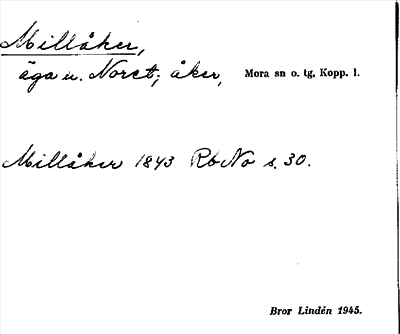 Millåker,
äga u. Noret; åker, Mora sn o. tg, Kopp. l.
Millåker 1843 RbNo s. 30.
Bror Lindén 1945.